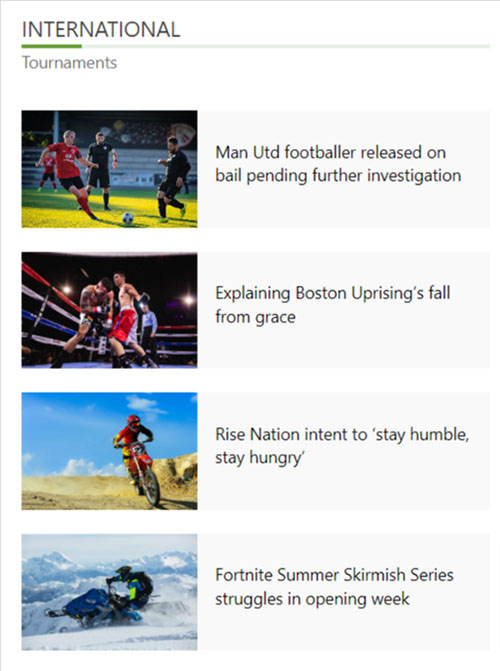 INTERNATIONAL
Tournaments
Man Utd footballer released on
bail pending further investigation
Explaining Boston Uprising’s fall
from grace
Rise Nation intent to ‘stay humble,
stay hungry’
Fortnite Summer Skirmish Series
struggles in opening week